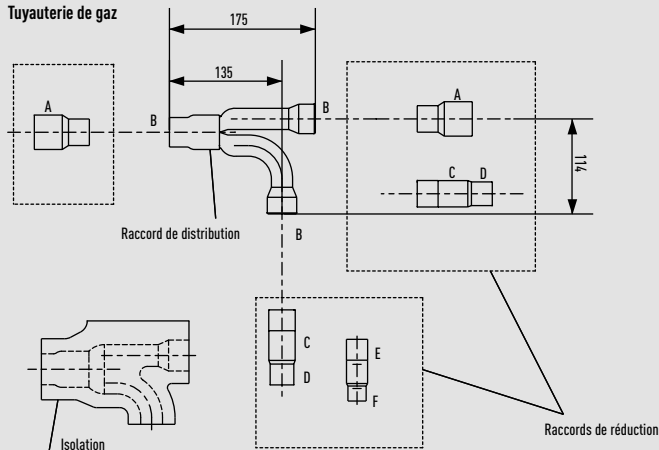 Tuyauterie de gaz
175
135
A
B
B
A
C D
114
Raccord de distribution
B
C
D
E
F
Isolation
Raccords de réduction